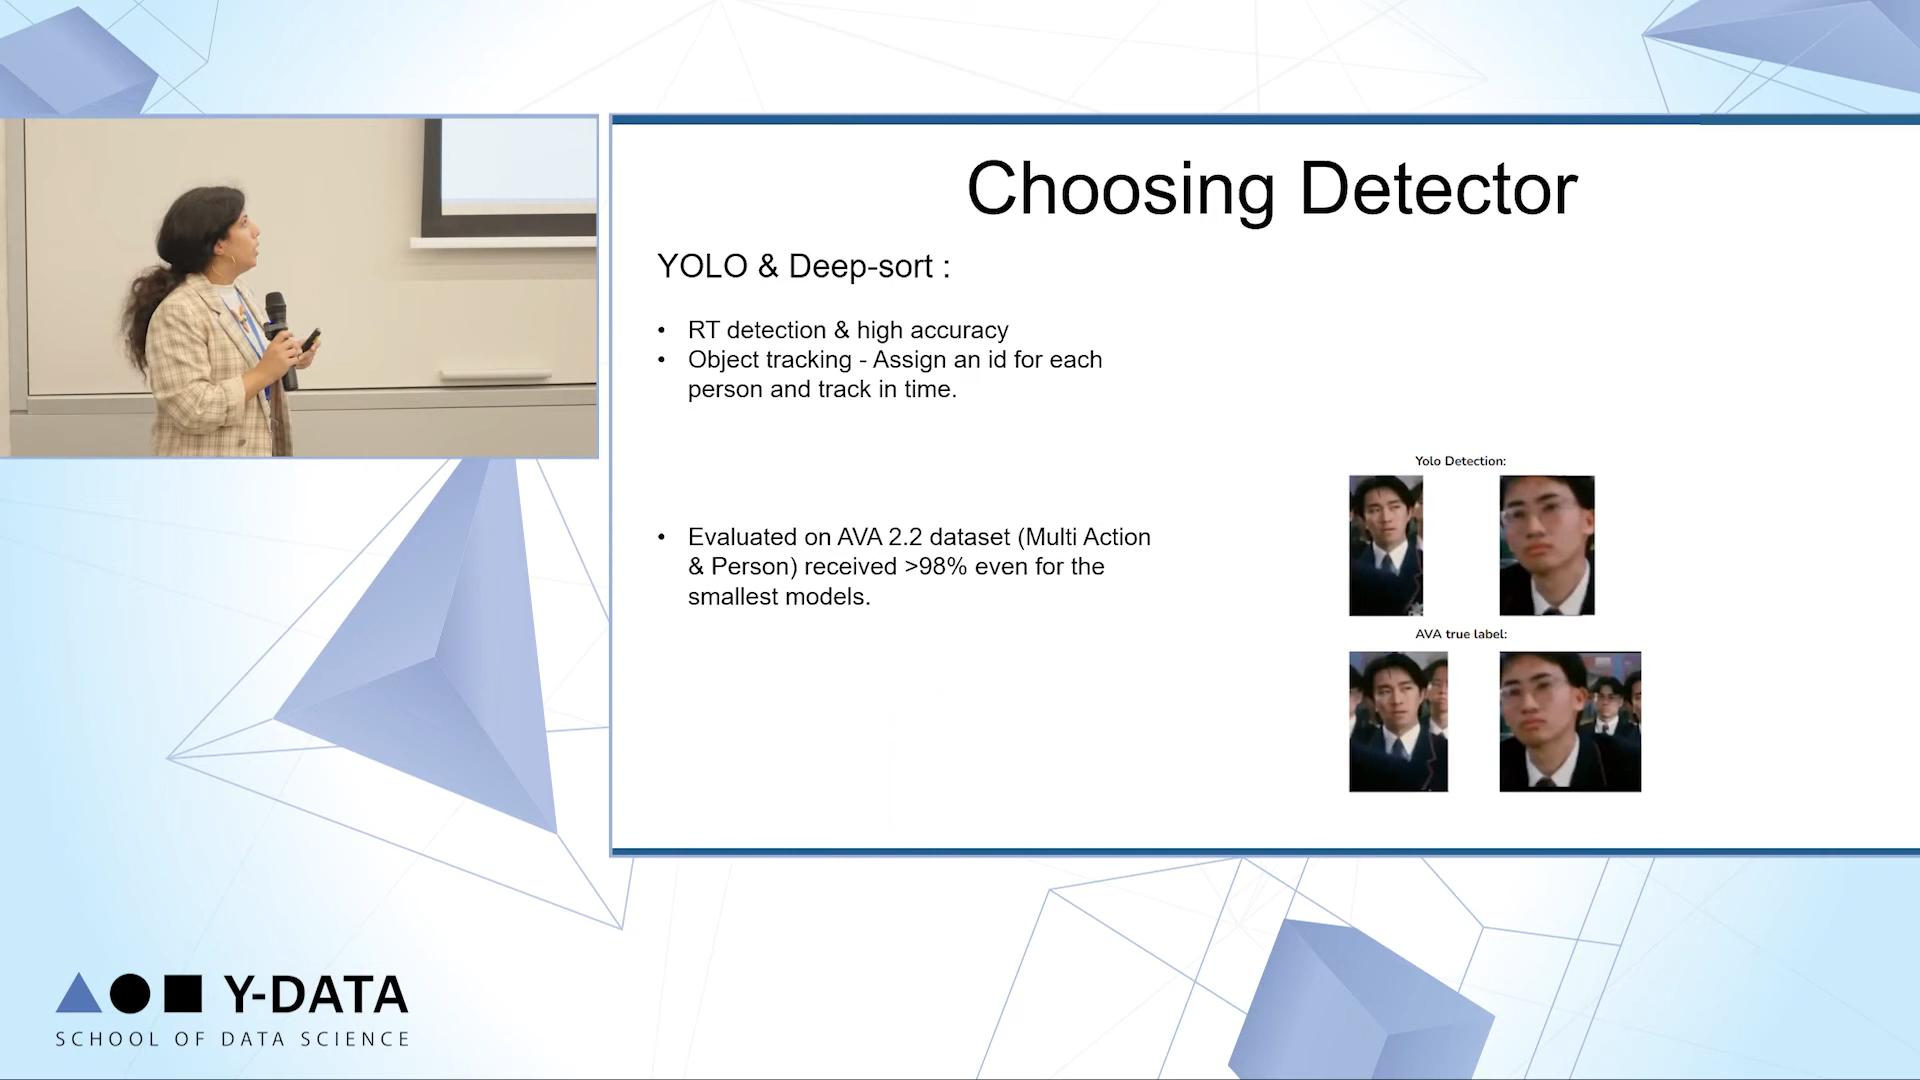 Choosing Detector
YOLO & Deep-sort :
• RT detection & high accuracy
• Object tracking - Assign an id for each
person and track in time.
• Evaluated on AVA 2.2 dataset (Multi Action
& Person) received >98% even for the
smallest models.
Yolo Detection:
AVA true label:
Y-DATA
SCHOOL OF DATA SCIENCE